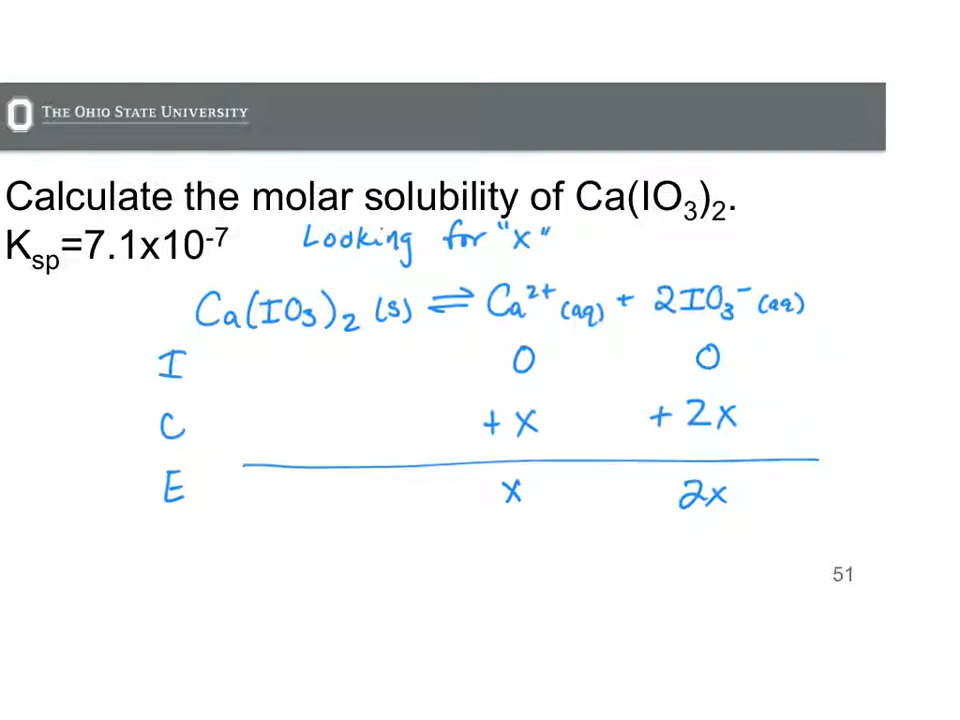 THE OHIO STATE UNIVERSITY
Calculate the molar solubility of Ca(IO₃)₂.
Kₛₚ=7.1x10⁻⁷ Looking for "x"
Ca(IO₃)₂ (s) ⇌ Ca²⁺ (aq) + 2IO₃⁻ (aq)
I 0 0
C + x + 2x
E x 2x
51